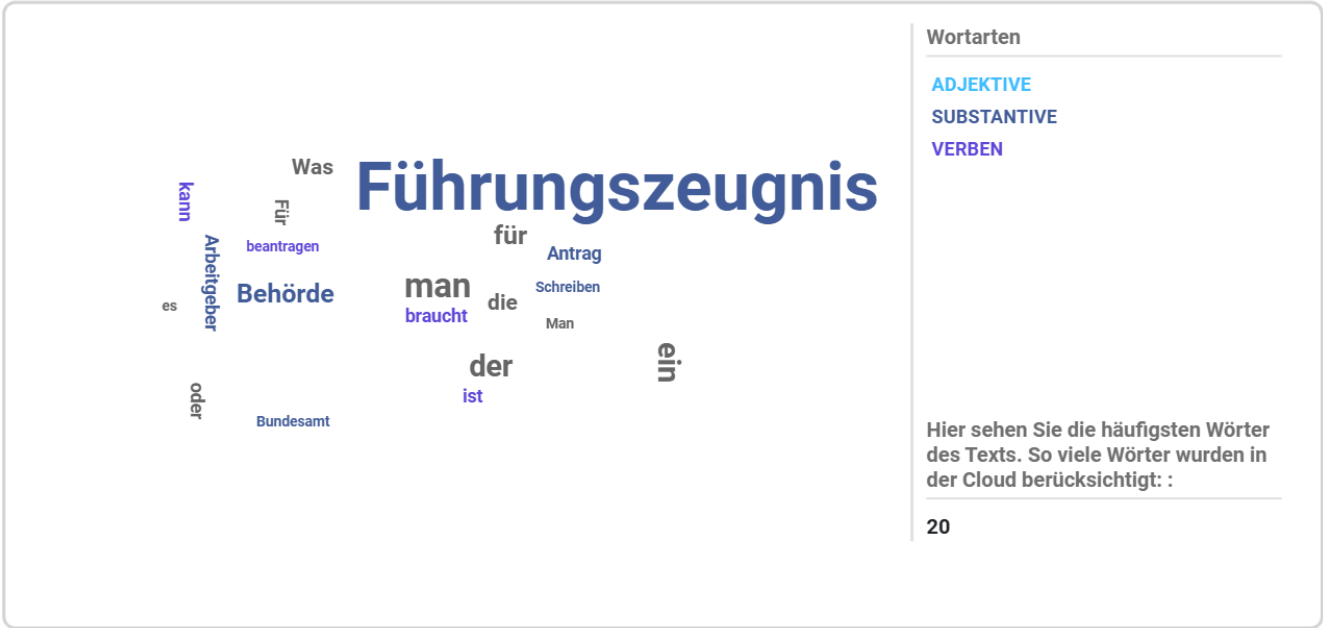 Was
Führungszeugnis
kann
Für
für
Arbeitgeber
beantragen
Antrag
Behörde
man
die
Schreiben
es
braucht
Man
der
ein
oder
ist
Bundesamt
Wortarten
ADJEKTIVE
SUBSTANTIVE
VERBEN
Hier sehen Sie die häufigsten Wörter
des Texts. So viele Wörter wurden in
der Cloud berücksichtigt: :
20